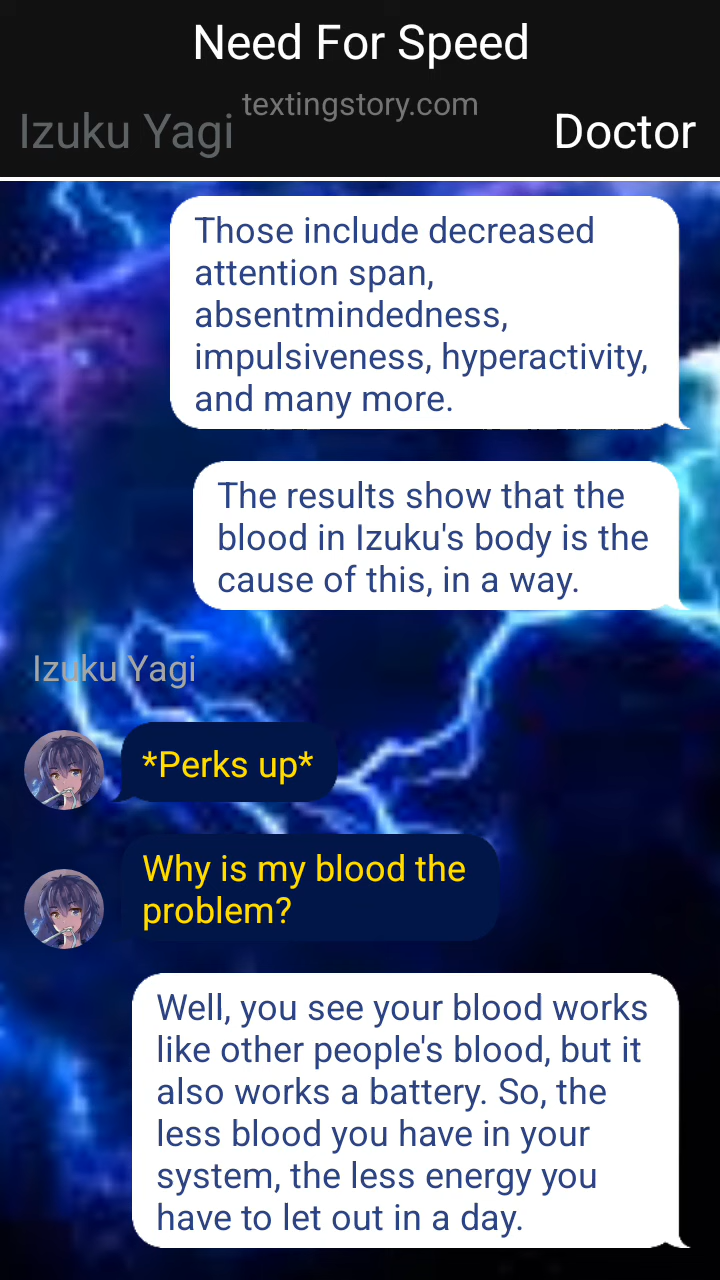 Need For Speed
textingstory.com
Izuku Yagi
Doctor
Those include decreased
attention span,
absentmindedness,
impulsiveness, hyperactivity,
and many more.
The results show that the
blood in Izuku's body is the
cause of this, in a way.
Izuku Yagi
*Perks up*
Why is my blood the
problem?
Well, you see your blood works
like other people's blood, but it
also works a battery. So, the
less blood you have in your
system, the less energy you
have to let out in a day.